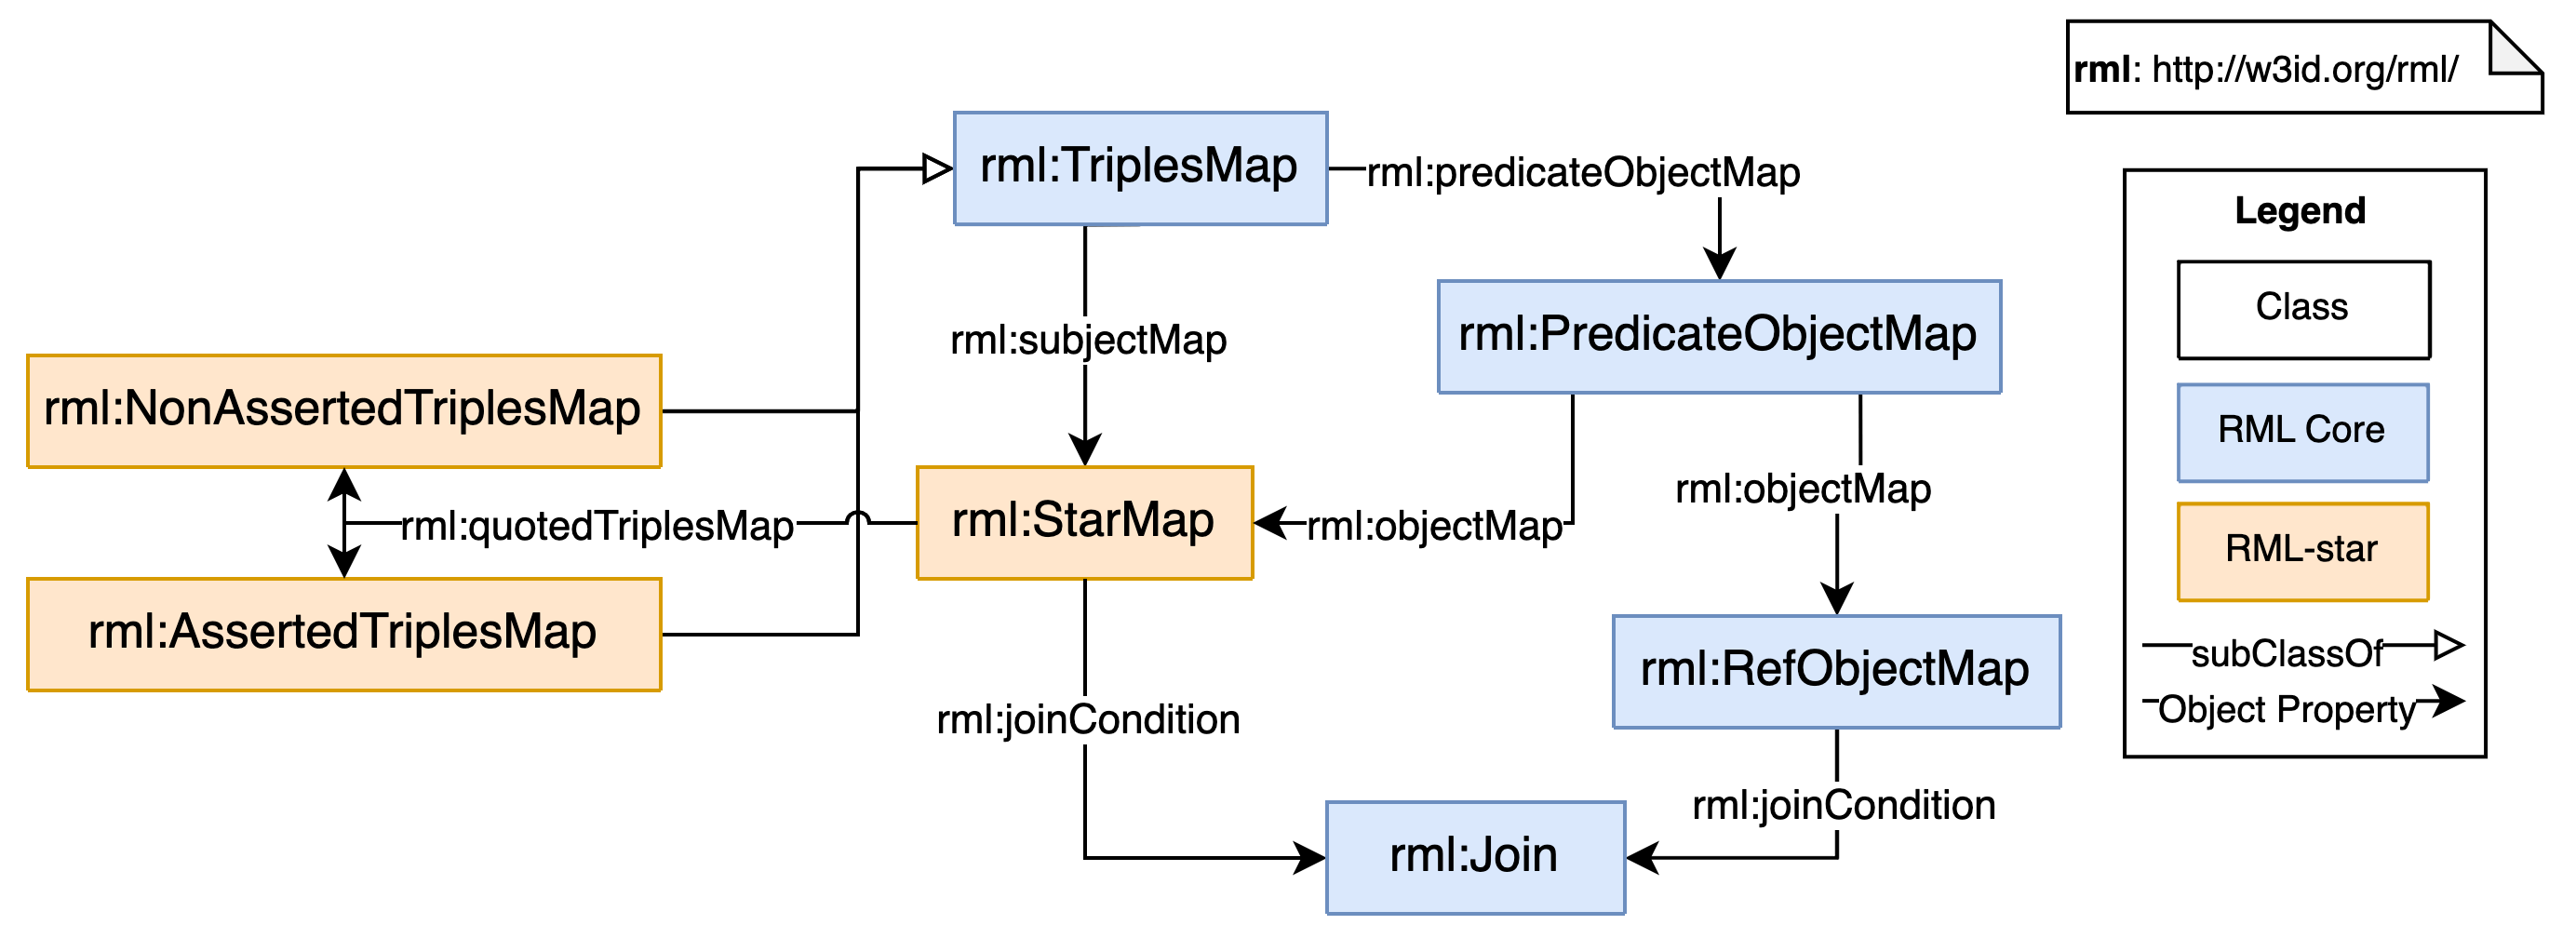 rml: http://w3id.org/rml/
rml:TriplesMap
rml:predicateObjectMap
rml:subjectMap
rml:PredicateObjectMap
rml:NonAssertedTriplesMap
rml:quotedTriplesMap
rml:StarMap
rml:objectMap
rml:objectMap
rml:AssertedTriplesMap
rml:RefObjectMap
rml:joinCondition
rml:joinCondition
rml:Join
Legend
Class
RML Core
RML-star
subClassOf
Object Property